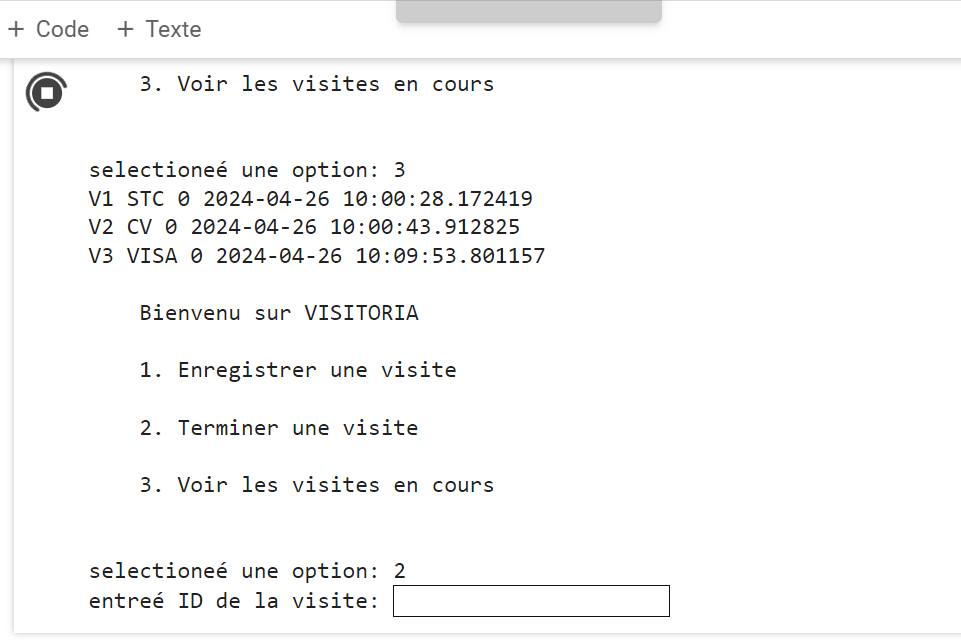 + Code + Texte
3. Voir les visites en cours
selectioneé une option: 3
V1 STC 0 2024-04-26 10:00:28.172419
V2 CV 0 2024-04-26 10:00:43.912825
V3 VISA 0 2024-04-26 10:09:53.801157
Bienvenu sur VISITORIA
1. Enregistrer une visite
2. Terminer une visite
3. Voir les visites en cours
selectioneé une option: 2
entreé ID de la visite: